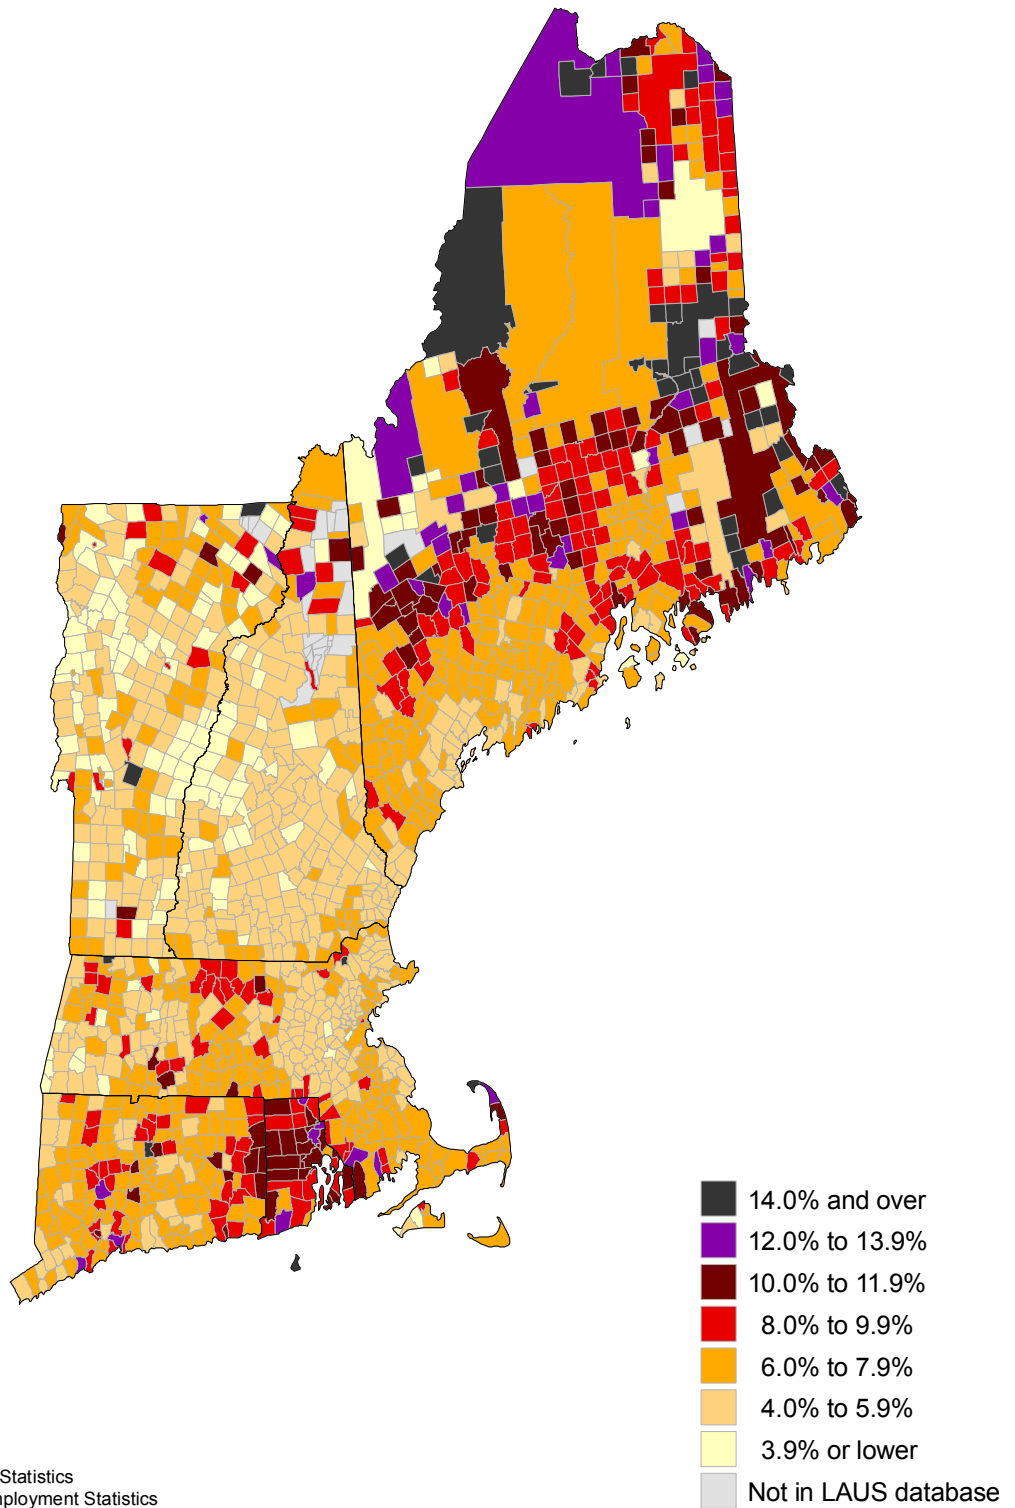 14.0% and over
12.0% to 13.9%
10.0% to 11.9%
8.0% to 9.9%
6.0% to 7.9%
4.0% to 5.9%
3.9% or lower
Not in LAUS database
Statistics
nployment Statistics